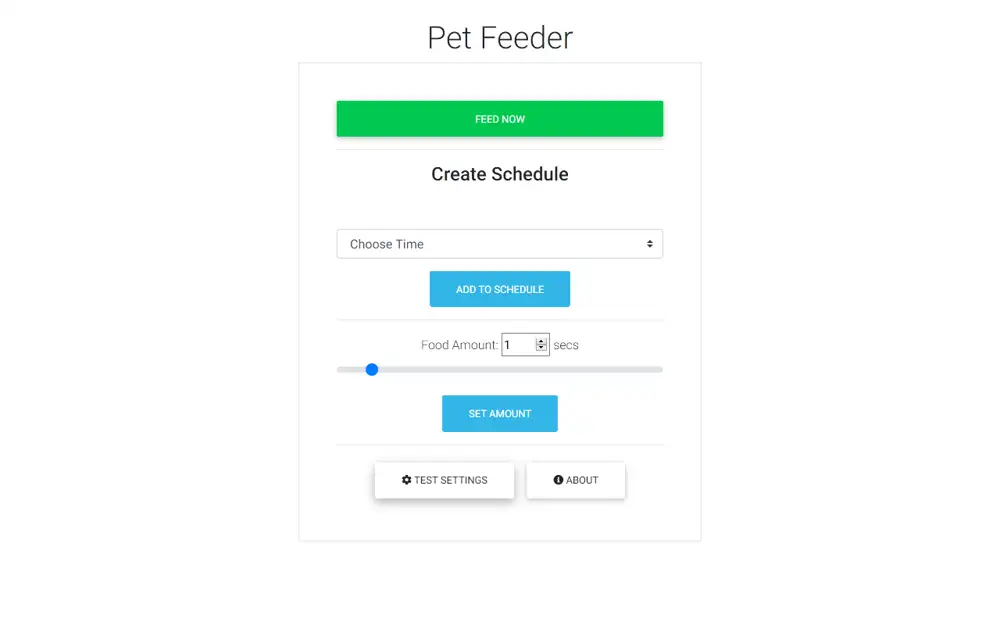 Pet Feeder
FEED NOW
Create Schedule
Choose Time
ADD TO SCHEDULE
Food Amount: 1 secs
SET AMOUNT
TEST SETTINGS ABOUT